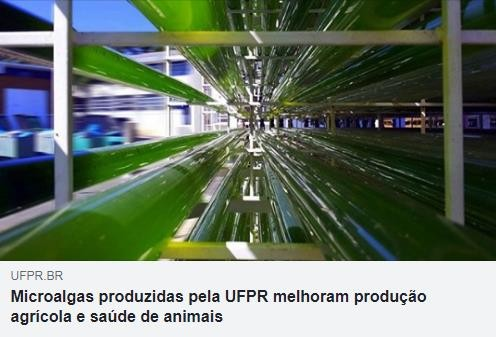 UFPR.BR
Microalgas produzidas pela UFPR melhoram produção
agrícola e saúde de animais